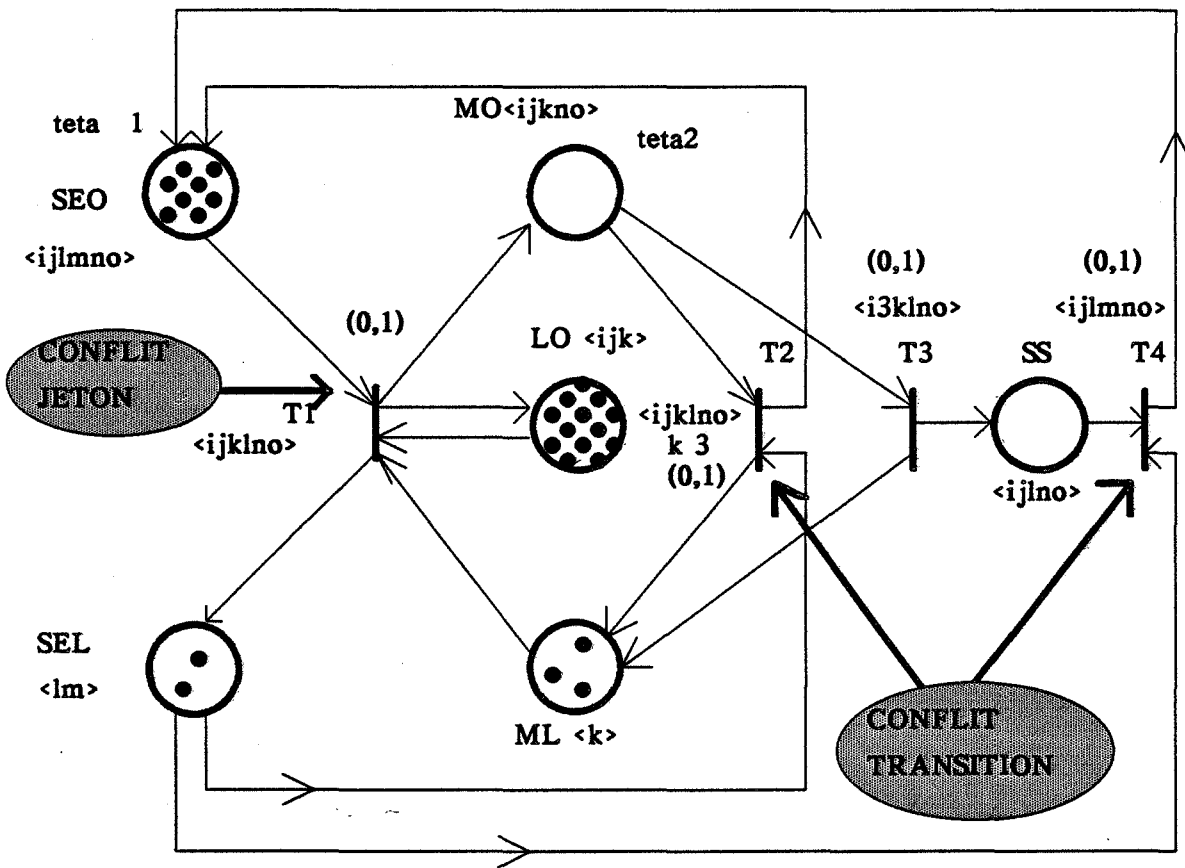 MO<ijkno>
teta 1
teta2
SEO
<ijlmno>
(0,1)
(0,1)
<i3klno>
<ijlmno>
(0,1)
LO <ijk>
T2
T3
SS
T4
CONFLIT
JETON
T1
<ijklno>
<ijklno>
k 3
(0,1)
<ijlno>
SEL
<lm>
ML <k>
CONFLIT
TRANSITION